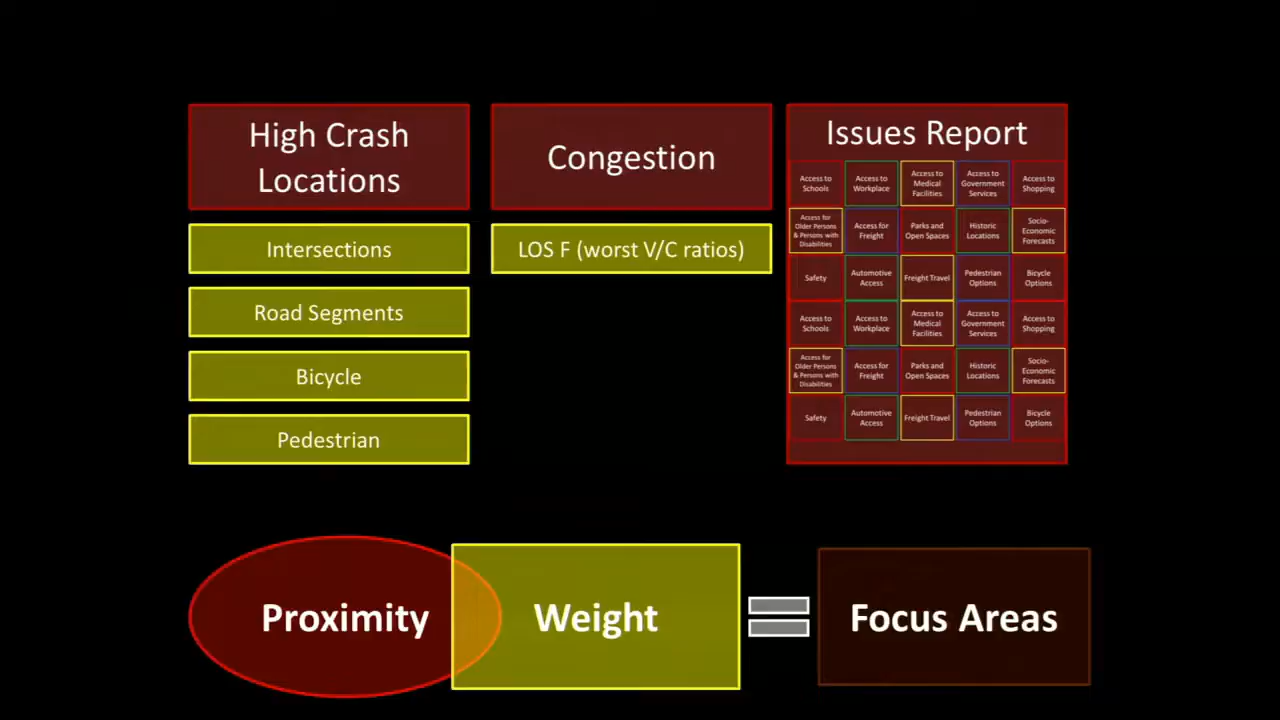 High Crash
Locations
Intersections
Road Segments
Bicycle
Pedestrian
Congestion
LOS F (worst V/C ratios)
Issues Report
Access to
Schools
Access to
Workplace
Access to
Medical
Facilities
Access to
Government
Services
Access to
Shopping
Access for
Older Persons
& Persons with
Disabilities
Access for
Freight
Parks and
Open Spaces
Historic
Locations
Socio-
Economic
Forecasts
Safety
Automotive
Access
Freight Travel
Pedestrian
Options
Bicycle
Options
Access to
Schools
Access to
Workplace
Access to
Medical
Facilities
Access to
Government
Services
Access to
Shopping
Access for
Older Persons
& Persons with
Disabilities
Access for
Freight
Parks and
Open Spaces
Historic
Locations
Socio-
Economic
Forecasts
Safety
Automotive
Access
Freight Travel
Pedestrian
Options
Bicycle
Options
Proximity
Weight
Focus Areas